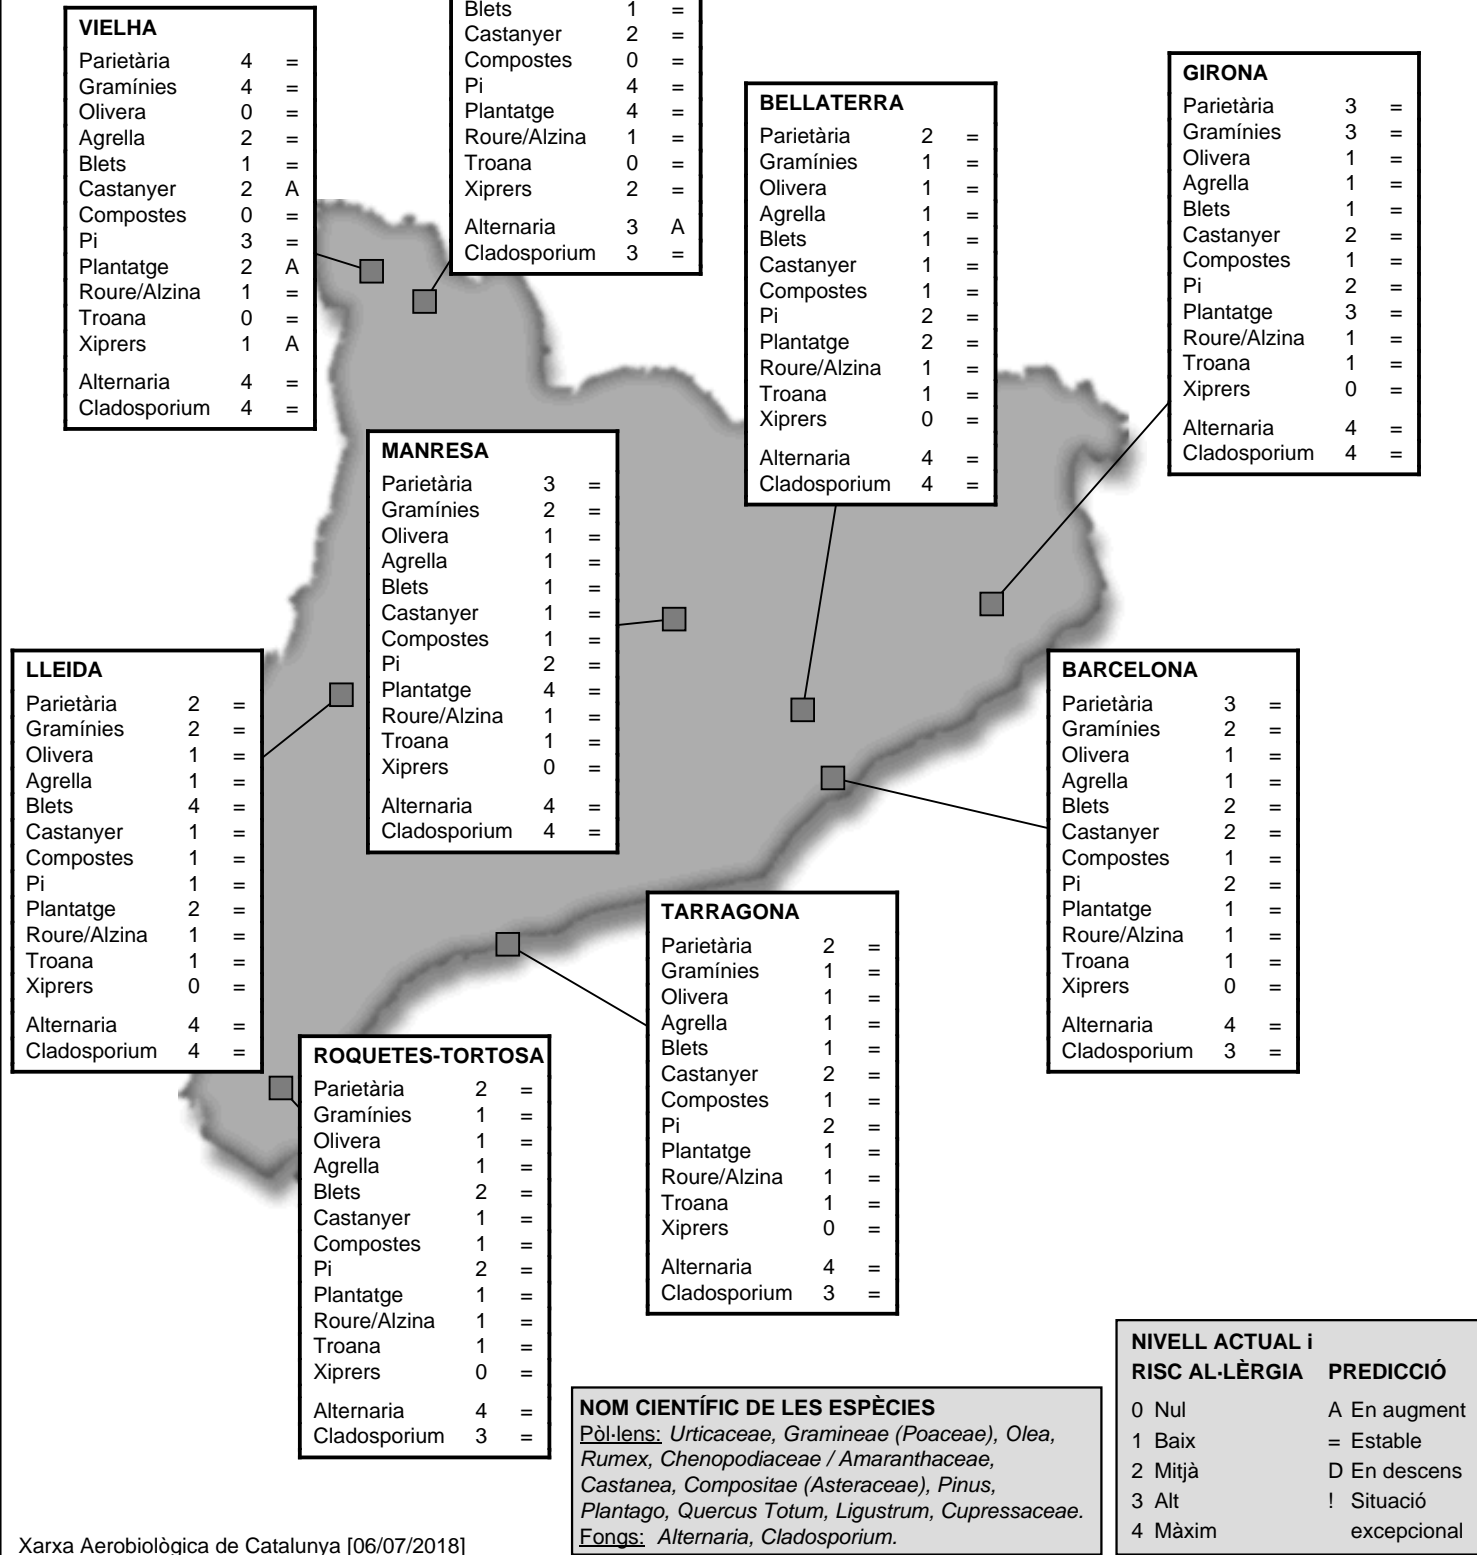 VIELHA
Parietària 4 =
Gramínies 4 =
Olivera 0 =
Agrella 2 =
Blets 1 =
Castanyer 2 A
Compostes 0 =
Pi 3 =
Plantatge 2 A
Roure/Alzina 1 =
Troana 0 =
Xiprers 1 A
Alternaria 4 =
Cladosporium 4 =
Blets 1 =
Castanyer 2 =
Compostes 0 =
Pi 4 =
Plantatge 4 =
Roure/Alzina 1 =
Troana 0 =
Xiprers 2 =
Alternaria 3 A
Cladosporium 3 =
BELLATERRA
Parietària 2 =
Gramínies 1 =
Olivera 1 =
Agrella 1 =
Blets 1 =
Castanyer 1 =
Compostes 1 =
Pi 2 =
Plantatge 2 =
Roure/Alzina 1 =
Troana 1 =
Xiprers 0 =
Alternaria 4 =
Cladosporium 4 =
GIRONA
Parietària 3 =
Gramínies 3 =
Olivera 1 =
Agrella 1 =
Blets 1 =
Castanyer 2 =
Compostes 1 =
Pi 2 =
Plantatge 3 =
Roure/Alzina 1 =
Troana 1 =
Xiprers 0 =
Alternaria 4 =
Cladosporium 4 =
MANRESA
Parietària 3 =
Gramínies 2 =
Olivera 1 =
Agrella 1 =
Blets 1 =
Castanyer 1 =
Compostes 1 =
Pi 2 =
Plantatge 4 =
Roure/Alzina 1 =
Troana 1 =
Xiprers 0 =
Alternaria 4 =
Cladosporium 4 =
LLEIDA
Parietària 2 =
Gramínies 2 =
Olivera 1 =
Agrella 1 =
Blets 4 =
Castanyer 1 =
Compostes 1 =
Pi 1 =
Plantatge 2 =
Roure/Alzina 1 =
Troana 1 =
Xiprers 0 =
Alternaria 4 =
Cladosporium 4 =
BARCELONA
Parietària 3 =
Gramínies 2 =
Olivera 1 =
Agrella 1 =
Blets 2 =
Castanyer 2 =
Compostes 1 =
Pi 2 =
Plantatge 1 =
Roure/Alzina 1 =
Troana 1 =
Xiprers 0 =
Alternaria 4 =
Cladosporium 3 =
TARRAGONA
Parietària 2 =
Gramínies 1 =
Olivera 1 =
Agrella 1 =
Blets 1 =
Castanyer 2 =
Compostes 1 =
Pi 2 =
Plantatge 1 =
Roure/Alzina 1 =
Troana 1 =
Xiprers 0 =
Alternaria 4 =
Cladosporium 3 =
ROQUETES-TORTOSA
Parietària 2 =
Gramínies 1 =
Olivera 1 =
Agrella 1 =
Blets 2 =
Castanyer 1 =
Compostes 1 =
Pi 2 =
Plantatge 1 =
Roure/Alzina 1 =
Troana 1 =
Xiprers 0 =
Alternaria 4 =
Cladosporium 3 =
NOM CIENTÍFIC DE LES ESPÈCIES
Pòl·lens: Urticaceae, Gramineae (Poaceae), Olea,
Rumex, Chenopodiaceae / Amaranthaceae,
Castanea, Compositae (Asteraceae), Pinus,
Plantago, Quercus Totum, Ligustrum, Cupressaceae.
Fongs: Alternaria, Cladosporium.
NIVELL ACTUAL i
RISC AL·LÈRGIA PREDICCIÓ
0 Nul A En augment
1 Baix = Estable
2 Mitjà D En descens
3 Alt ! Situació
4 Màxim excepcional
Xarxa Aerobiològica de Catalunya [06/07/2018]